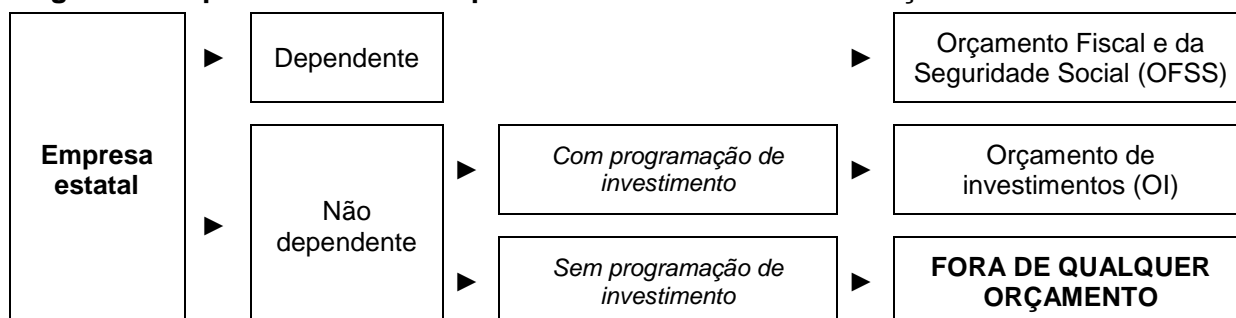 ►
Dependente
►
Orçamento Fiscal e da
Seguridade Social (OFSS)
Empresa
estatal
►
Não
dependente
►
Com programação de
investimento
►
Orçamento de
investimentos (OI)
►
Sem programação de
investimento
►
FORA DE QUALQUER
ORÇAMENTO